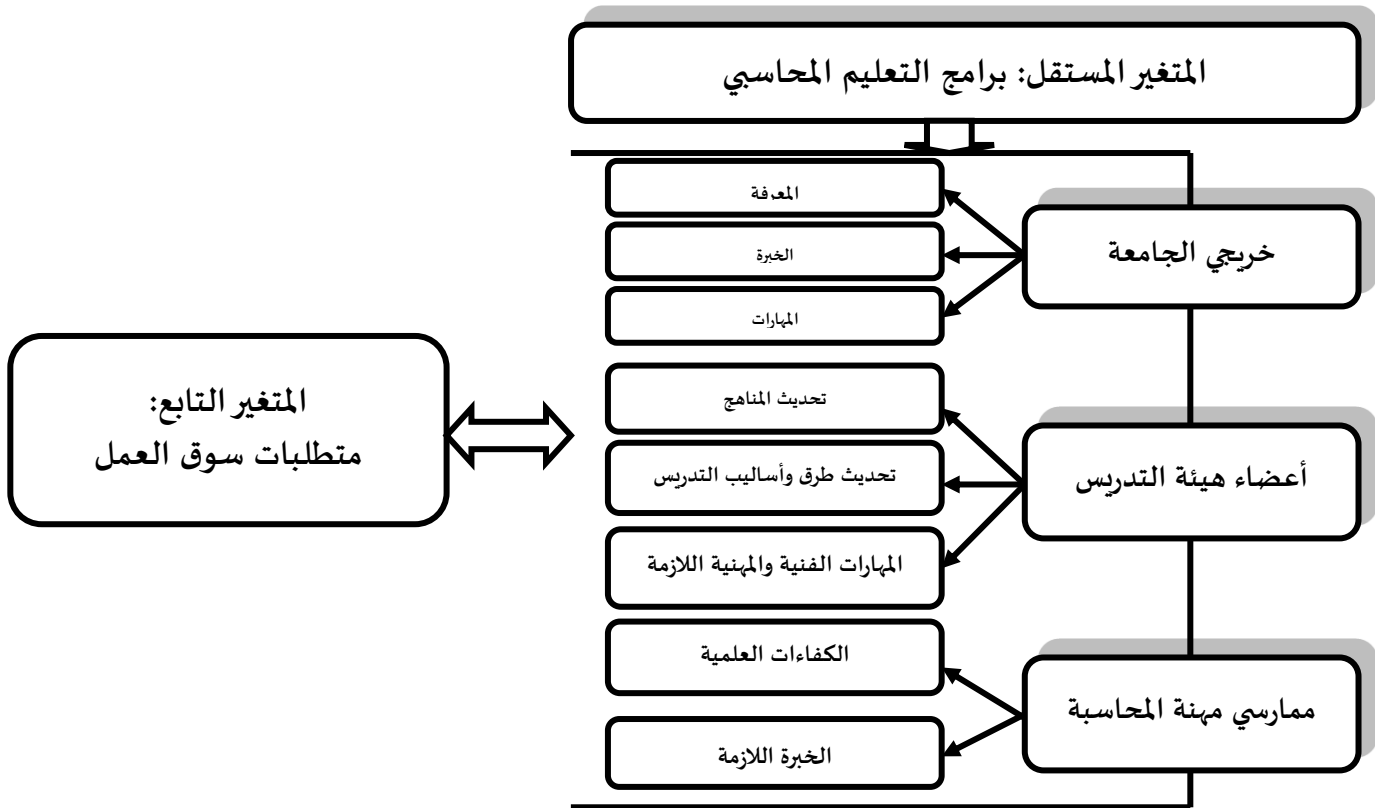 المتغير المستقل: برامج التعليم المحاسبي
خريجي الجامعة
المعرفة
الخبرة
المهارات
أعضاء هيئة التدريس
تحديث المناهج
تحديث طرق وأساليب التدريس
المهارات الفنية والمهنية اللازمة
ممارسي مهنة المحاسبة
الكفاءات العلمية
الخبرة اللازمة
المتغير التابع:
متطلبات سوق العمل